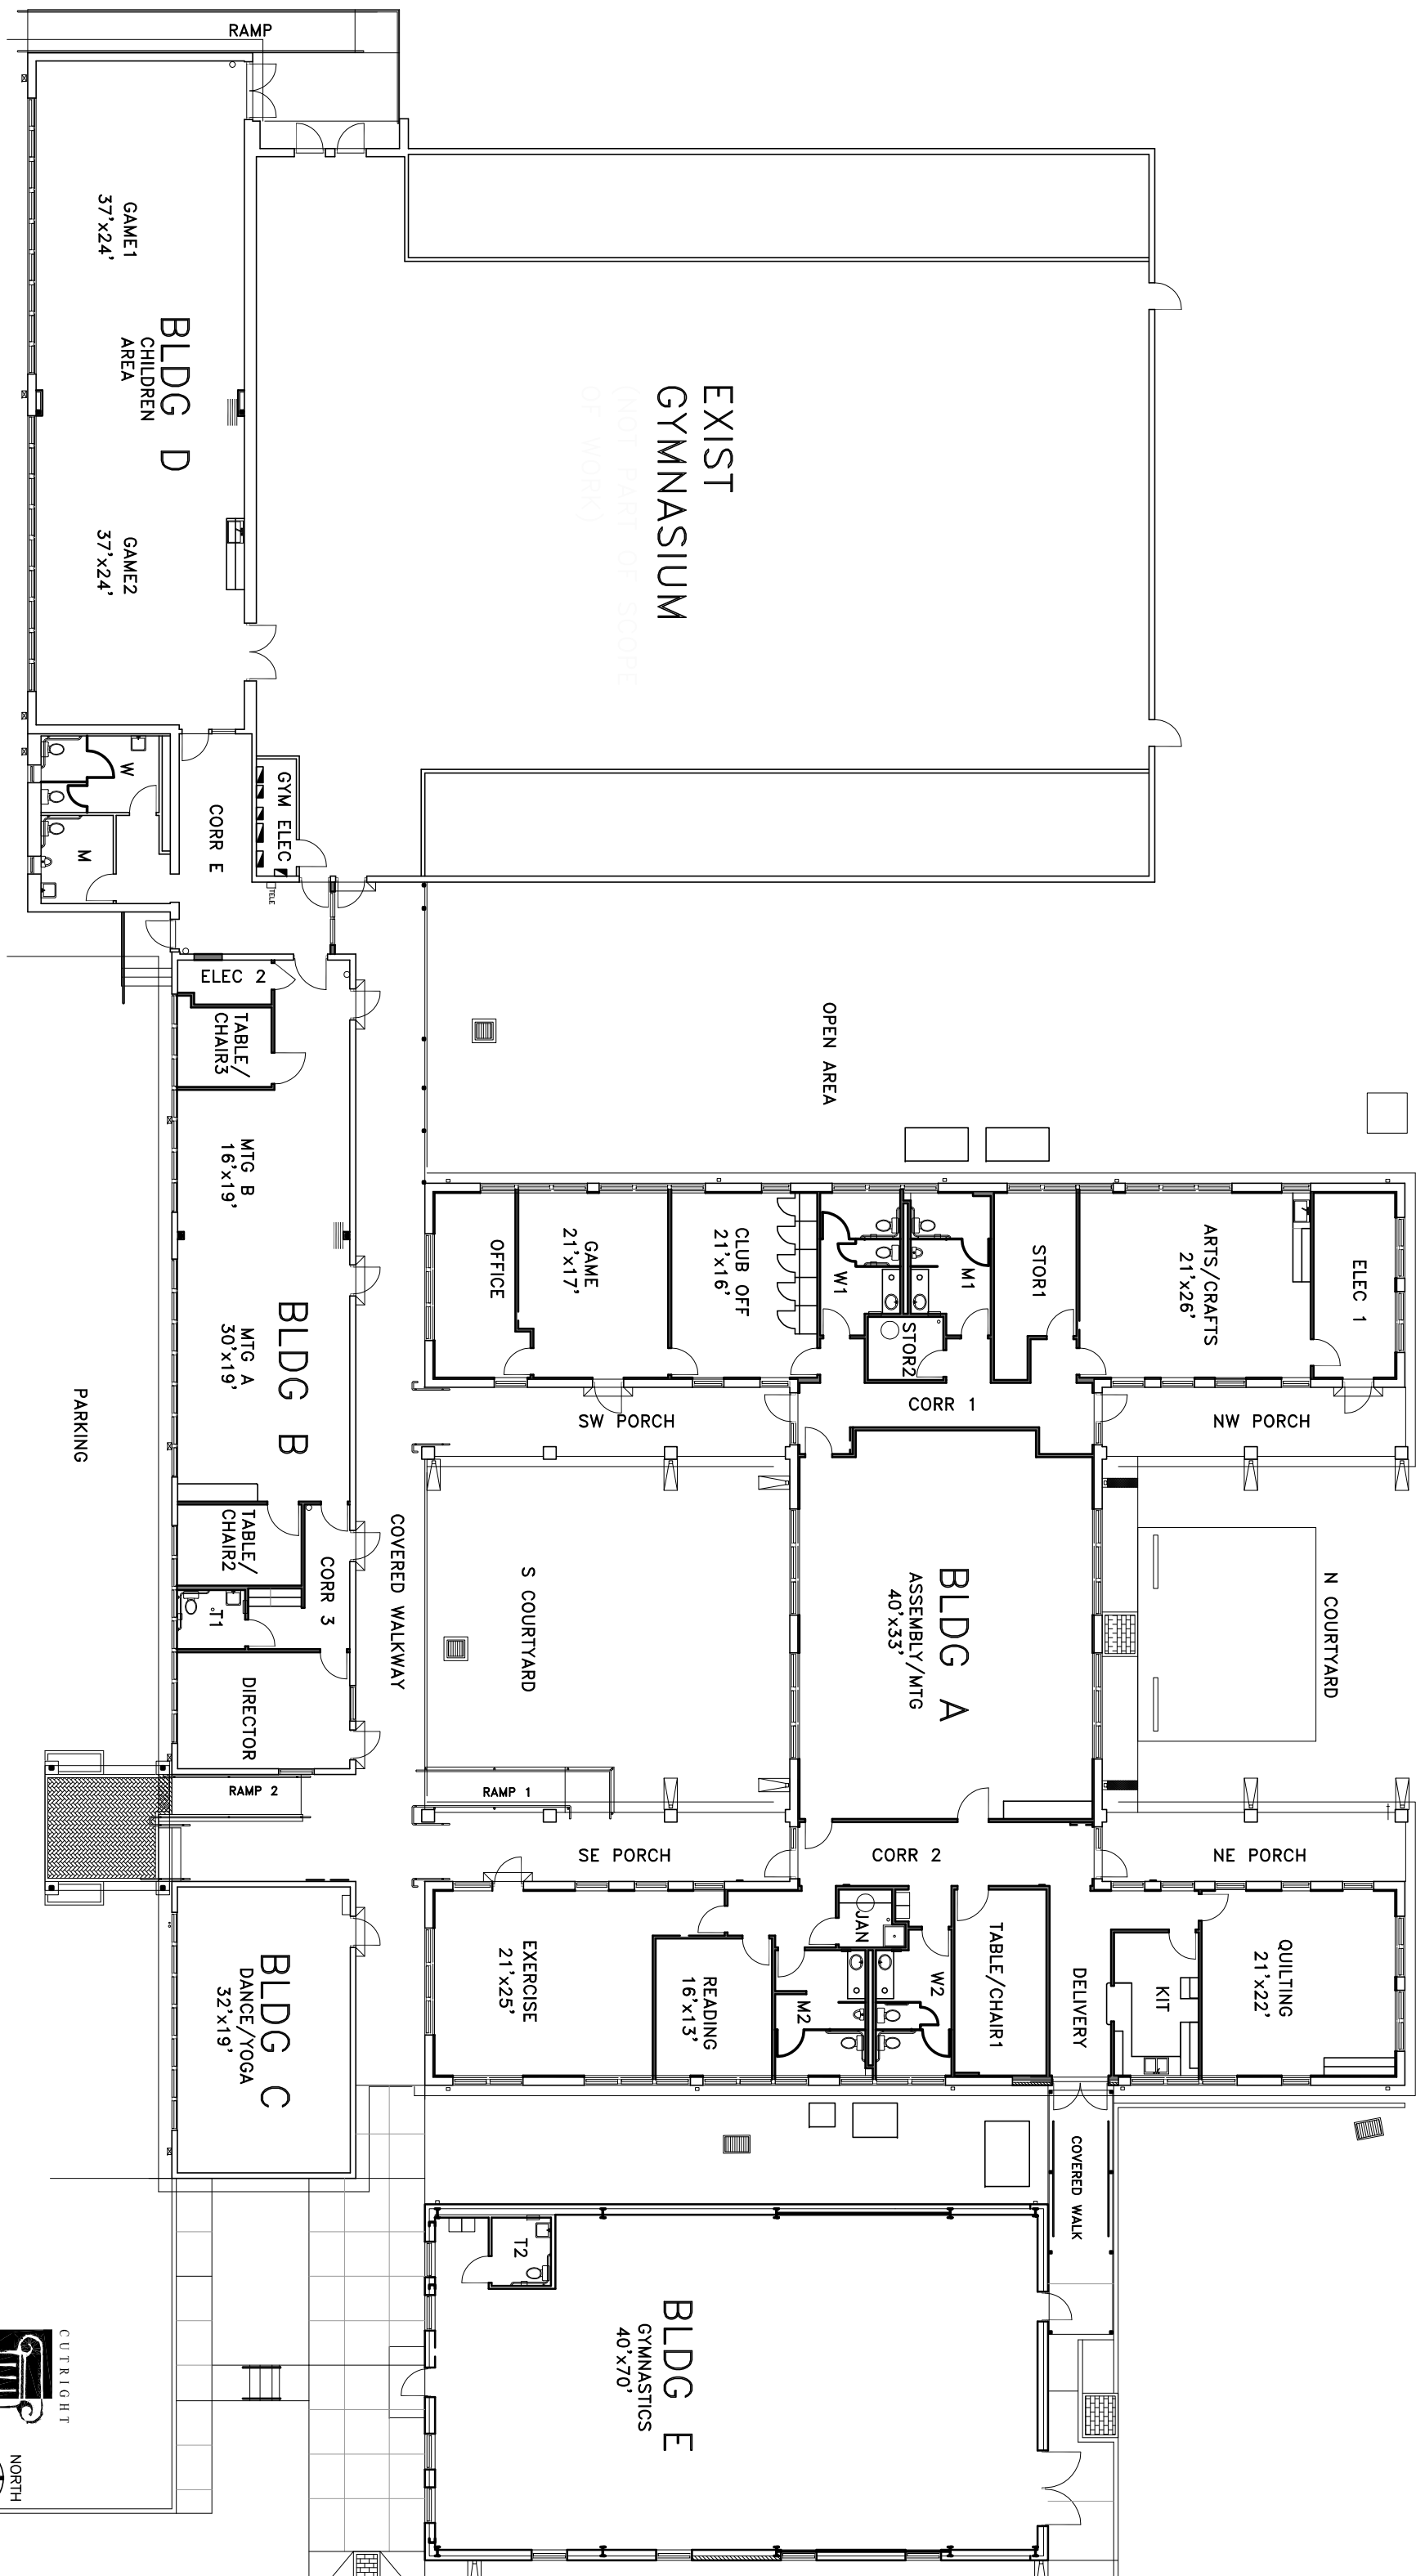 RAMP
GAME1
37'x24'
BLDG D
CHILDREN
AREA
GAME2
37'x24'
EXIST
GYMNASIUM
(NOT PART OF SCOPE
OF WORK)
W
M
CORR E
GYM ELEC
TELE
ELEC 2
TABLE/
CHAIR3
MTG B
16'x19'
BLDG B
MTG A
30'x19'
TABLE/
CHAIR2
CORR 3
T1
DIRECTOR
PARKING
COVERED WALKWAY
OPEN AREA
OFFICE
GAME
21'x17'
CLUB OFF
21'x16'
W1
M1
STOR2
STOR1
ARTS/CRAFTS
21'x26'
ELEC 1
SW PORCH
CORR 1
NW PORCH
S COURTYARD
BLDG A
ASSEMBLY/MTG
40'x33'
N COURTYARD
RAMP 2
RAMP 1
SE PORCH
CORR 2
NE PORCH
BLDG C
DANCE/YOGA
32'x19'
EXERCISE
21'x25'
READING
16'x13'
M2
JAN
W2
TABLE/CHAIR1
DELIVERY
KIT
QUILTING
21'x22'
COVERED WALK
T2
BLDG E
GYMNASTICS
40'x70'
CUTRIGHT
NORTH